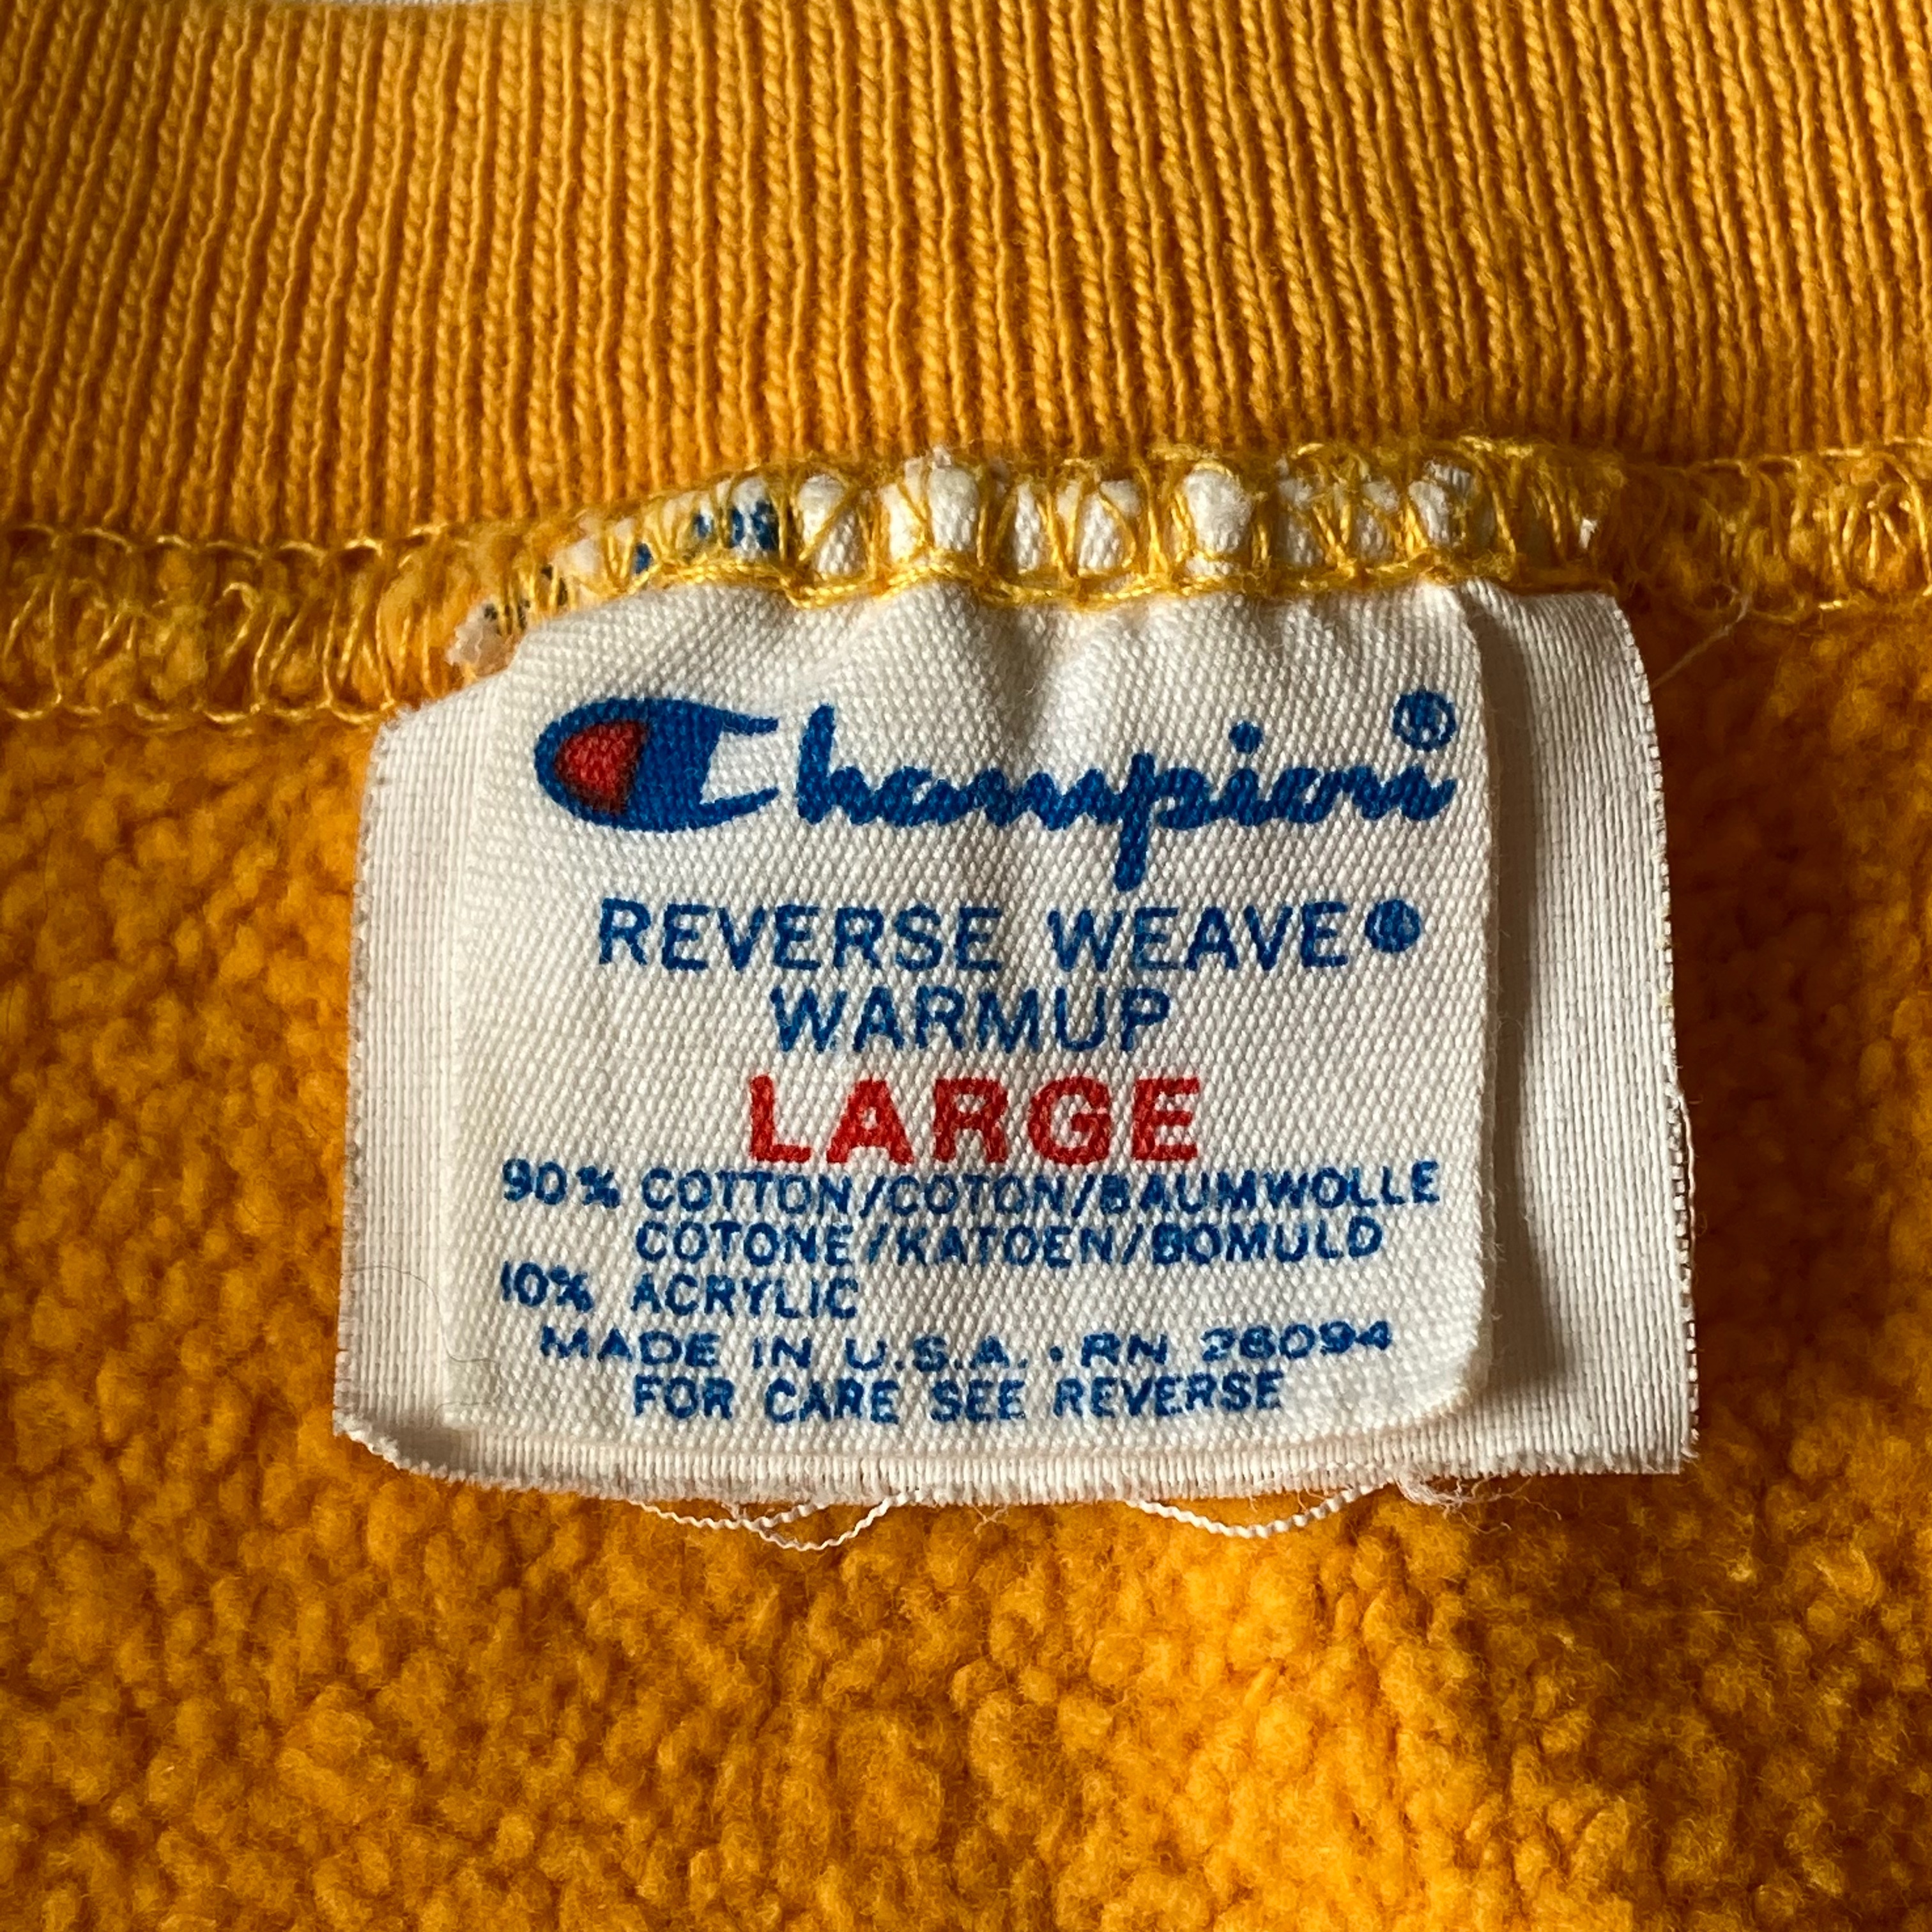 Champion®
REVERSE WEAVE®
WARMUP
LARGE
90% COTTON/COTON/BAUMWOLLE
COTONE/KATOEN/BOMULD
10% ACRYLIC
MADE IN U.S.A. · RN 26094
FOR CARE SEE REVERSE